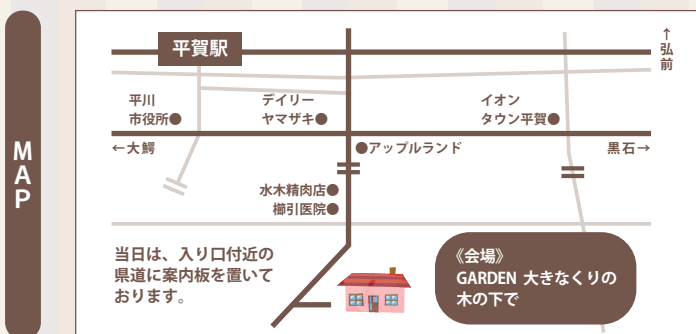 MAP
平賀駅
↑弘前
平川
市役所●
デイリー
ヤマザキ●
イオン
タウン平賀●
←大鰐
●アップルランド
黒石→
水木精肉店●
櫛引医院●
当日は、入り口付近の
県道に案内板を置いて
おります。
《会場》
GARDEN 大きなくりの
木の下で